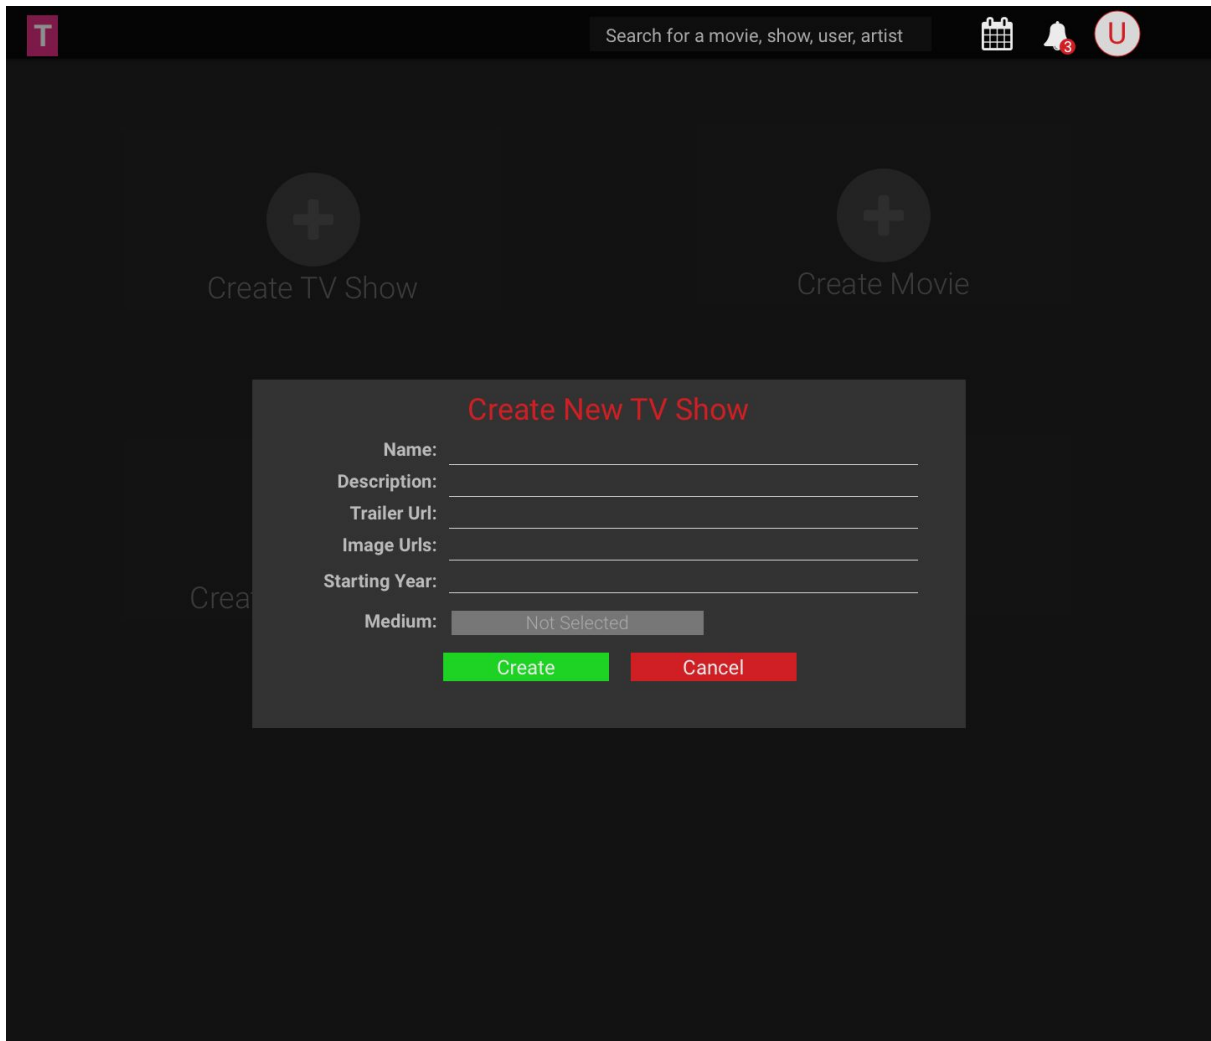 T
Search for a movie, show, user, artist
3
U
Create TV Show
Create Movie
Create New TV Show
Name:
Description:
Trailer Url:
Image Urls:
Starting Year:
Crea
Medium:
Not Selected
Create
Cancel